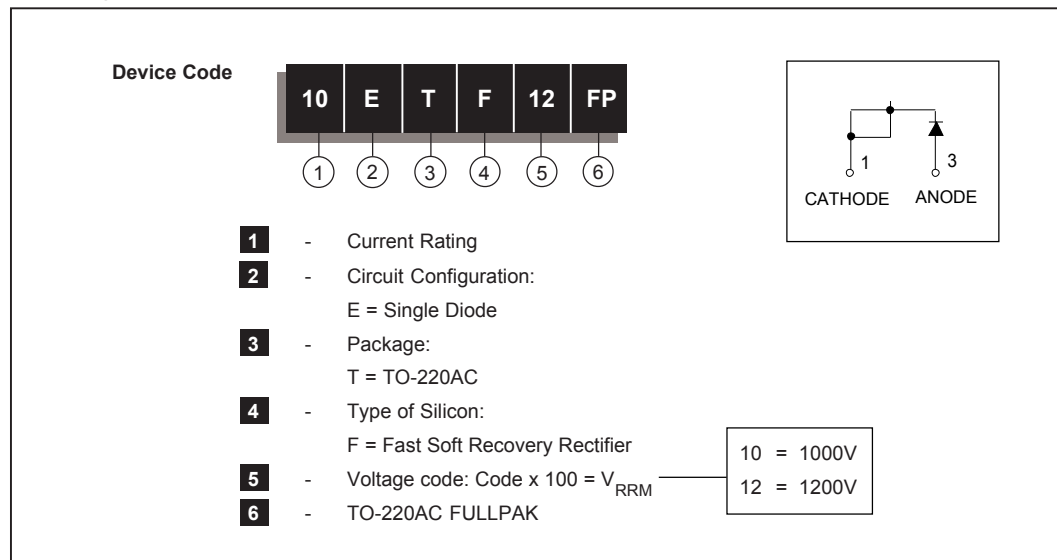 Device Code
10 E T F 12 FP
1 2 3 4 5 6
1 3
CATHODE ANODE
1 - Current Rating
2 - Circuit Configuration:
E = Single Diode
3 - Package:
T = TO-220AC
4 - Type of Silicon:
F = Fast Soft Recovery Rectifier
5 - Voltage code: Code x 100 = VRRM
10 = 1000V
12 = 1200V
6 - TO-220AC FULLPAK